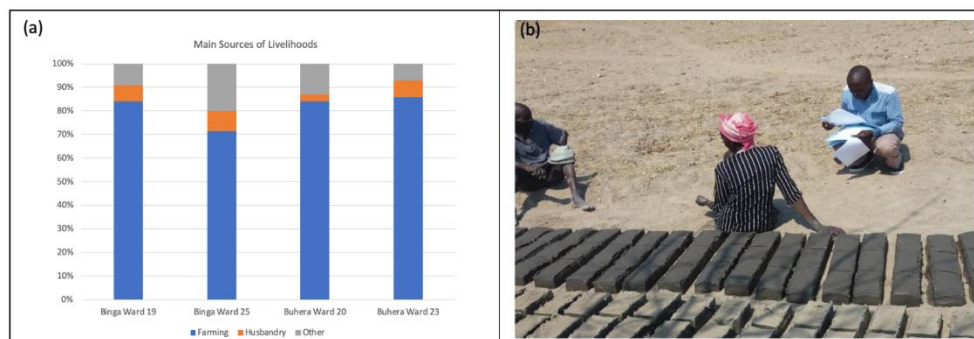 (a)
Main Sources of Livelihoods
100%
90%
80%
70%
60%
50%
40%
30%
20%
10%
0%
Binga Ward 19 Binga Ward 25 Buhera Ward 20 Buhera Ward 23
Farming Husbandry Other
(b)